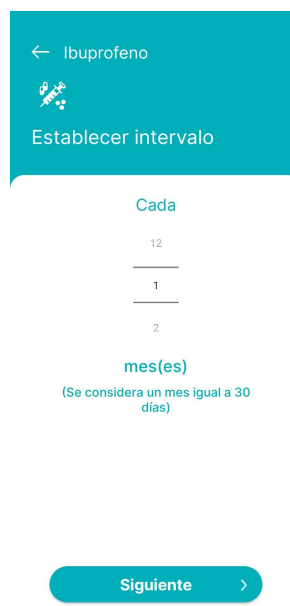 Ibuprofeno
Establecer intervalo
Cada
12
1
2
mes(es)
(Se considera un mes igual a 30
días)
Siguiente